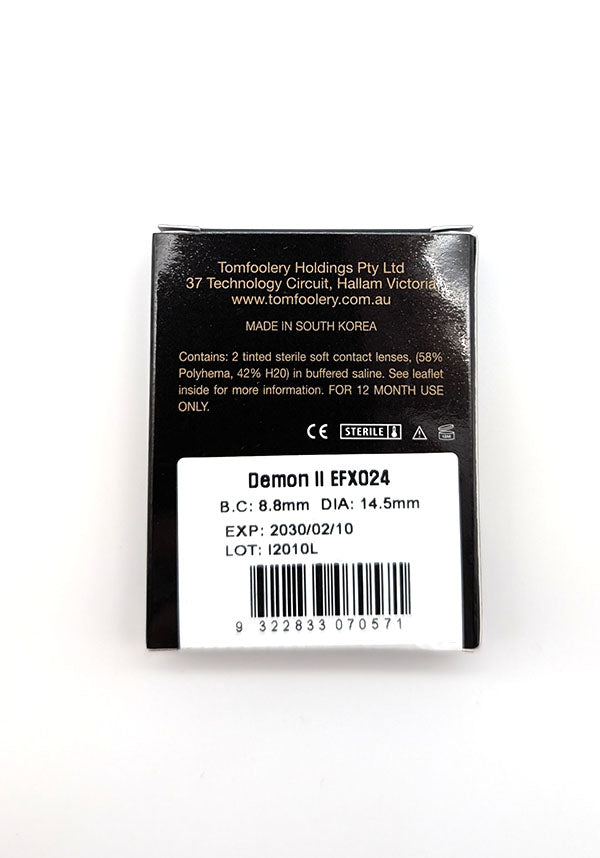 Tomfoolery Holdings Pty Ltd
37 Technology Circuit, Hallam Victoria
www.tomfoolery.com.au
MADE IN SOUTH KOREA
Contains: 2 tinted sterile soft contact lenses, (58%
Polyhema, 42% H20) in buffered saline. See leaflet
inside for more information. FOR 12 MONTH USE
ONLY.
CE STERILE 12M
Demon II EFX024
B.C: 8.8mm DIA: 14.5mm
EXP: 2030/02/10
LOT: I2010L
9 322833 070571